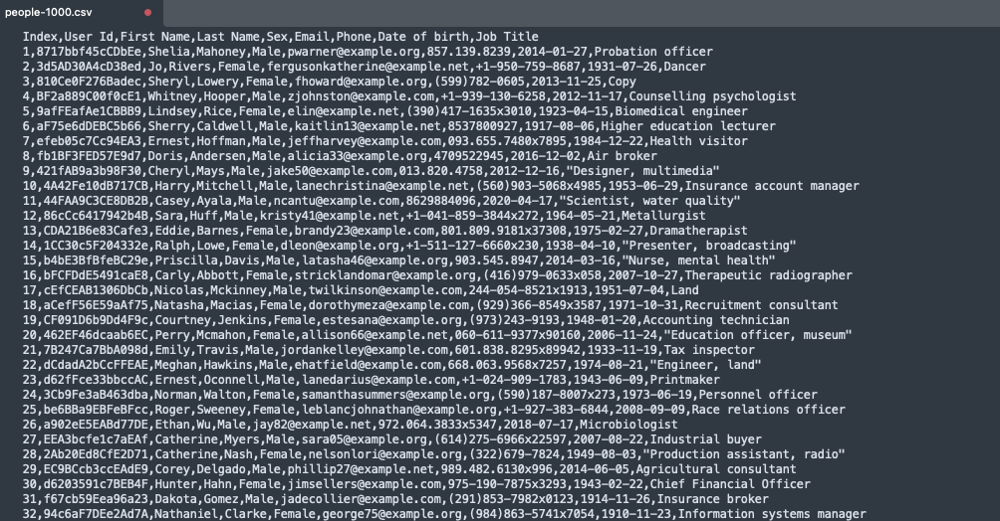 people-1000.csv
Index,User Id,First Name,Last Name,Sex,Email,Phone,Date of birth,Job Title
1,8717bbf45cCDbEe,Shelia,Mahoney,Male,pwarner@example.org,857.139.8239,2014-01-27,Probation officer
2,3d5AD30A4cD38ed,Jo,Rivers,Female,fergusonkatherine@example.net,+1-950-759-8687,1931-07-26,Dancer
3,810Ce0F276Badec,Sheryl,Lowery,Female,fhoward@example.org,(599)782-0605,2013-11-25,Copy
4,BF2a889C00f0cE1,Whitney,Hooper,Male,zjohnston@example.com,+1-939-130-6258,2012-11-17,Counselling psychologist
5,9afFEafAe1CBBB9,Lindsey,Rice,Female,elin@example.net,(390)417-1635x3010,1923-04-15,Biomedical engineer
6,aF75e6dDEBC5b66,Sherry,Caldwell,Male,kaitlin13@example.net,8537800927,1917-08-06,Higher education lecturer
7,efeb05c7Cc94EA3,Ernest,Hoffman,Male,jeffharvey@example.com,093.655.7480x7895,1984-12-22,Health visitor
8,fb1BF3FED57E9d7,Doris,Andersen,Male,alicia33@example.org,4709522945,2016-12-02,Air broker
9,421fAB9a3b98F30,Cheryl,Mays,Male,jake50@example.com,013.820.4758,2012-12-16,"Designer, multimedia"
10,4A42Fe10dB717CB,Harry,Mitchell,Male,lanechristina@example.net,(560)903-5068x4985,1953-06-29,Insurance account manager
11,44FAA9C3CE8DB2B,Casey,Ayala,Male,ncantu@example.com,8629884096,2020-04-17,"Scientist, water quality"
12,86cCc6417942b4B,Sara,Huff,Male,kristy41@example.net,+1-041-859-3844x272,1964-05-21,Metallurgist
13,CDA21B6e83Cafe3,Eddie,Barnes,Female,brandy23@example.com,801.809.9181x37308,1975-02-27,Dramatherapist
14,1CC30c5F204332e,Ralph,Lowe,Female,dleon@example.org,+1-511-127-6660x230,1938-04-10,"Presenter, broadcasting"
15,b4bE3BfBfeBC29e,Priscilla,Davis,Male,latasha46@example.org,903.545.8947,2014-03-16,"Nurse, mental health"
16,bFCFDdE5491caE8,Carly,Abbott,Female,stricklandomar@example.org,(416)979-0633x058,2007-10-27,Therapeutic radiographer
17,cEfCEAB1306DbCb,Nicolas,Mckinney,Male,twilkinson@example.com,244-054-8521x1913,1951-07-04,Land
18,aCefF56E59aAf75,Natasha,Macias,Female,dorothymeza@example.com,(929)366-8549x3587,1971-10-31,Recruitment consultant
19,CF091D6b9Dd4F9c,Courtney,Jenkins,Female,estesana@example.org,(973)243-9193,1948-01-20,Accounting technician
20,462EF46dcaab6EC,Perry,Mcmahon,Female,allison66@example.net,060-611-9377x90160,2006-11-24,"Education officer, museum"
21,7B247Ca7BbA098d,Emily,Travis,Male,jordankelley@example.com,601.838.8295x89942,1933-11-19,Tax inspector
22,dCdadA2bCcFFEAE,Meghan,Hawkins,Male,ehatfield@example.com,668.063.9568x7257,1974-08-21,"Engineer, land"
23,d62fFce33bbccAC,Ernest,Oconnell,Male,lanedarius@example.org,+1-024-909-1783,1943-06-09,Printmaker
24,3Cb9Fe3aB463dba,Norman,Walton,Female,samanthasummers@example.org,(590)187-8007x273,1973-06-19,Personnel officer
25,be6BBa9EBFeBFcc,Roger,Sweeney,Female,leblancjohnathan@example.org,+1-927-383-6844,2008-09-09,Race relations officer
26,a902eE5EABd77DE,Ethan,Wu,Male,jay82@example.net,972.064.3833x5347,2018-07-17,Microbiologist
27,EEA3bcfe1c7aEAf,Catherine,Myers,Male,sara05@example.org,(614)275-6966x22597,2007-08-22,Industrial buyer
28,2Ab20Ed8CfE2D71,Catherine,Nash,Female,nelsonlori@example.org,(322)679-7824,1949-08-03,"Production assistant, radio"
29,EC9BCcb3ccEAdE9,Corey,Delgado,Male,phillip27@example.net,989.482.6130x996,2014-06-05,Agricultural consultant
30,d6203591c7BEB4F,Hunter,Hahn,Female,jimsellers@example.com,975-190-7875x3293,1943-02-22,Chief Financial Officer
31,f67cb59Eea96a23,Dakota,Gomez,Male,jadecollier@example.org,(291)853-7982x0123,1914-11-26,Insurance broker
32,94c6aF7DEe2Ad7A,Nathaniel,Clarke,Female,george75@example.org,(984)863-5741x7054,1910-11-23,Information systems manager